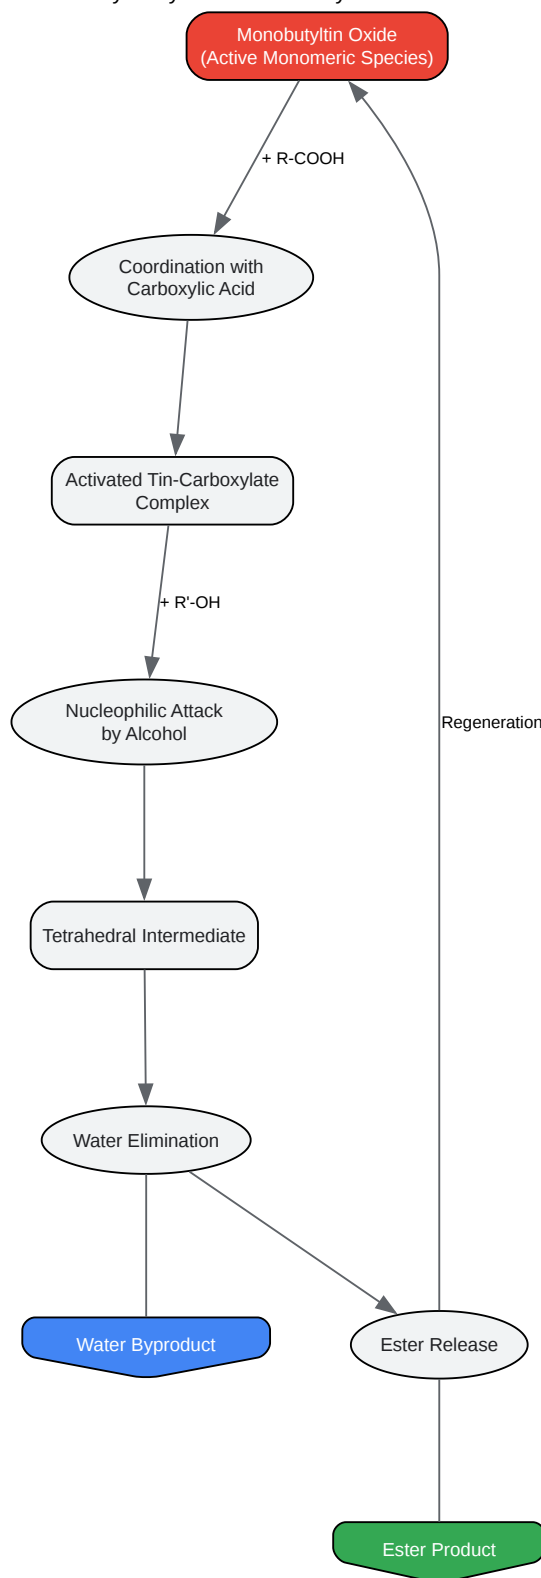 Monobutyltin Oxide
(Active Monomeric Species)
+ R-COOH
Coordination with
Carboxylic Acid
Activated Tin-Carboxylate
Complex
+ R'-OH
Nucleophilic Attack
by Alcohol
Regeneration
Tetrahedral Intermediate
Water Elimination
Water Byproduct
Ester Release
Ester Product